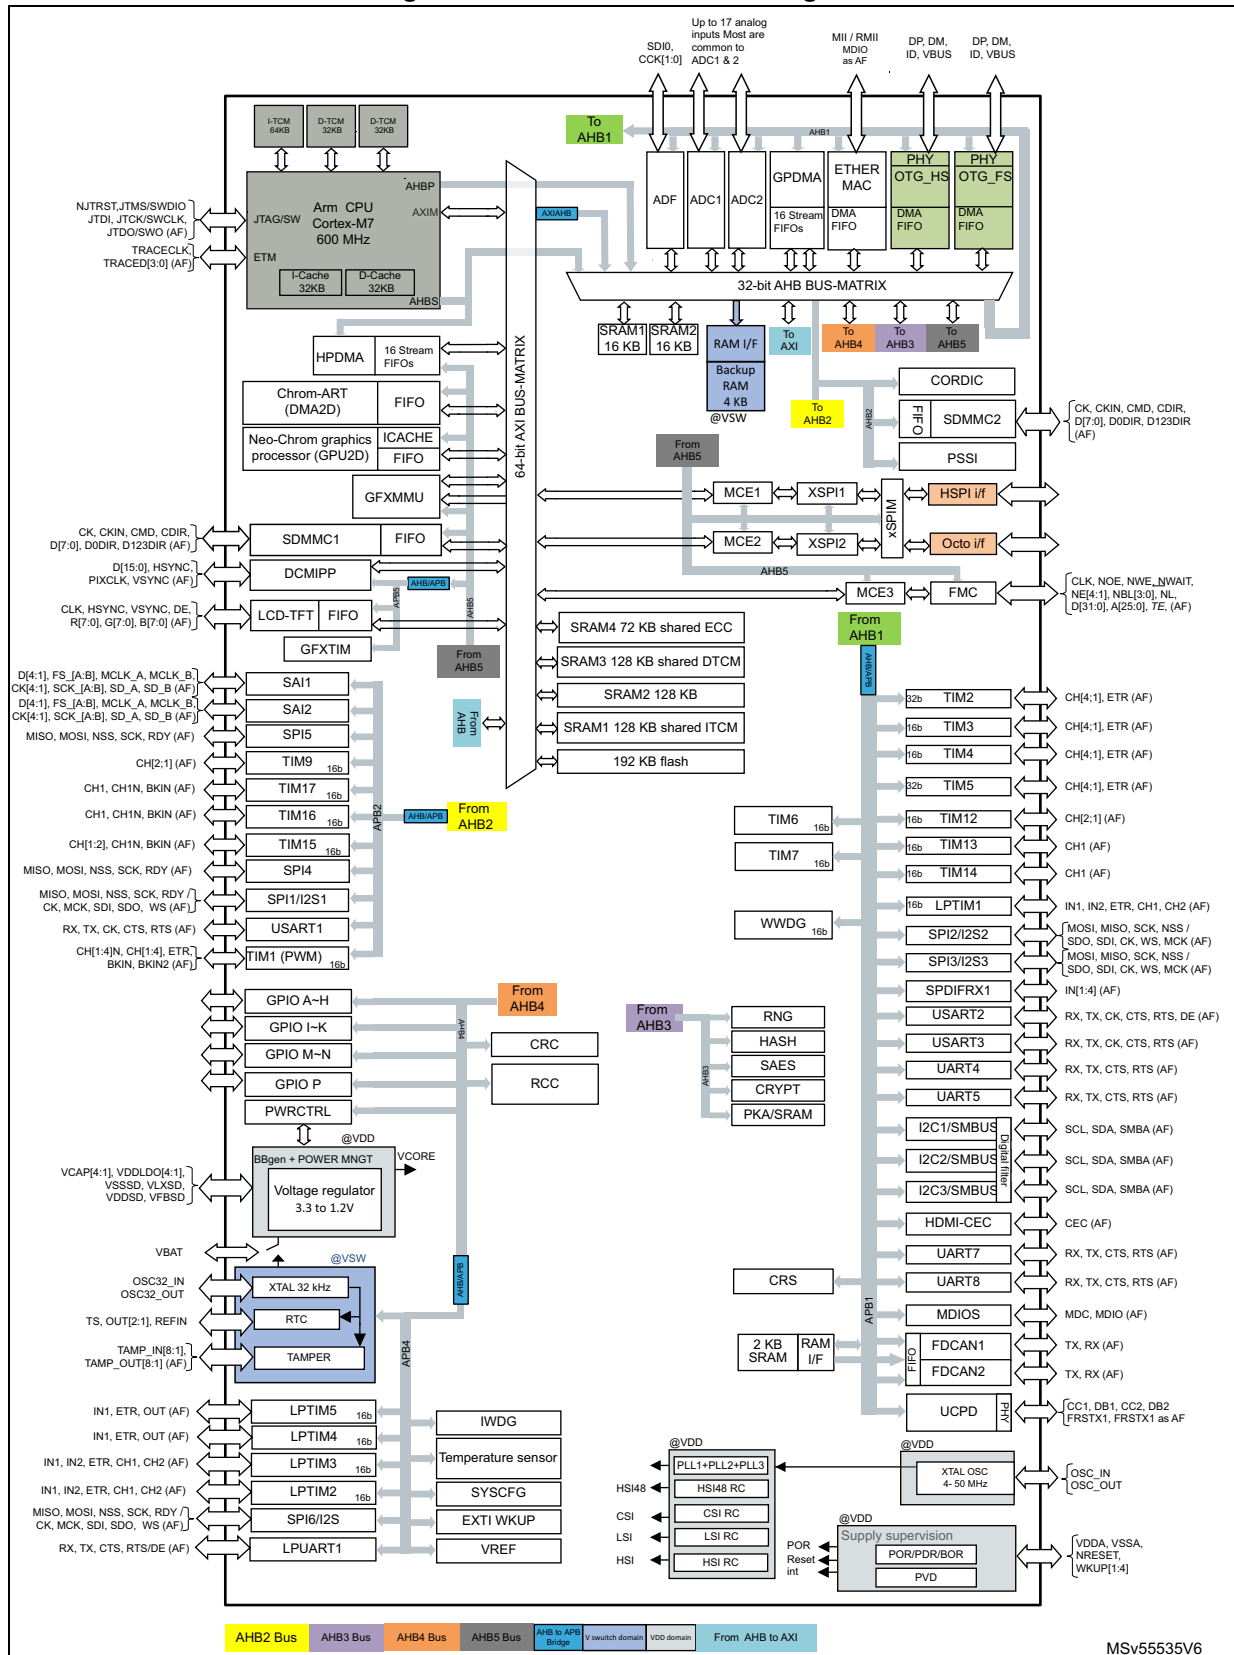 Up to 17 analog
inputs Most are
common to
ADC1 & 2
SDI0,
CCK[1:0]
MII / RMII
MDIO
as AF
DP, DM,
ID, VBUS
DP, DM,
ID, VBUS
I-TCM
64KB
D-TCM
32KB
D-TCM
32KB
To
AHB1
AHB1
AHBP
AXIM
AHBS
Arm CPU
Cortex-M7
600 MHz
JTAG/SW
ETM
I-Cache
32KB
D-Cache
32KB
NJTRST,JTMS/SWDIO
JTDI, JTCK/SWCLK,
JTDO/SWO (AF)
TRACECLK,
TRACED[3:0] (AF)
AXIAHB
ADF
ADC1
ADC2
GPDMA
16 Stream
FIFOs
ETHER
MAC
DMA
FIFO
PHY
OTG_HS
DMA
FIFO
PHY
OTG_FS
DMA
FIFO
32-bit AHB BUS-MATRIX
64-bit AXI BUS-MATRIX
SRAM1
16 KB
SRAM2
16 KB
RAM I/F
Backup
RAM
4 KB
@VSW
To
AXI
To
AHB4
To
AHB3
To
AHB5
To
AHB2
AHB2
CORDIC
FIFO
SDMMC2
PSSI
CK, CKIN, CMD, CDIR,
D[7:0], D0DIR, D123DIR
(AF)
HPDMA
16 Stream
FIFOs
Chrom-ART
(DMA2D)
FIFO
Neo-Chrom graphics
processor (GPU2D)
ICACHE
FIFO
GFXMMU
SDMMC1
FIFO
CK, CKIN, CMD, CDIR,
D[7:0], D0DIR, D123DIR (AF)
DCMIPP
D[15:0], HSYNC,
PIXCLK, VSYNC (AF)
AHB/APB
APB5
AHB5
LCD-TFT
FIFO
CLK, HSYNC, VSYNC, DE,
R[7:0], G[7:0], B[7:0] (AF)
GFXTIM
From
AHB5
From
AHB5
AHB5
MCE1
XSPI1
MCE2
XSPI2
xSPIM
HSPI i/f
Octo i/f
MCE3
FMC
CLK, NOE, NWE, NWAIT,
NE[4:1], NBL[3:0], NL,
D[31:0], A[25:0], TE, (AF)
From
AHB
SRAM4 72 KB shared ECC
SRAM3 128 KB shared DTCM
SRAM2 128 KB
SRAM1 128 KB shared ITCM
192 KB flash
From
AHB1
AHB/APB
D[4:1], FS_[A:B], MCLK_A, MCLK_B,
CK[4:1], SCK_[A:B], SD_A, SD_B (AF)
SAI1
D[4:1], FS_[A:B], MCLK_A, MCLK_B,
CK[4:1], SCK_[A:B], SD_A, SD_B (AF)
SAI2
MISO, MOSI, NSS, SCK, RDY (AF)
SPI5
CH[2;1] (AF)
TIM9
16b
CH1, CH1N, BKIN (AF)
TIM17
16b
CH1, CH1N, BKIN (AF)
TIM16
16b
CH[1:2], CH1N, BKIN (AF)
TIM15
16b
MISO, MOSI, NSS, SCK, RDY (AF)
SPI4
MISO, MOSI, NSS, SCK, RDY /
CK, MCK, SDI, SDO, WS (AF)
SPI1/I2S1
RX, TX, CK, CTS, RTS (AF)
USART1
CH[1:4]N, CH[1:4], ETR,
BKIN, BKIN2 (AF)
TIM1 (PWM)
16b
APB2
AHB/APB
From
AHB2
32b
TIM2
CH[4;1], ETR (AF)
16b
TIM3
CH[4;1], ETR (AF)
16b
TIM4
CH[4;1], ETR (AF)
32b
TIM5
CH[4;1], ETR (AF)
TIM6
16b
16b
TIM12
CH[2;1] (AF)
TIM7
16b
16b
TIM13
CH1 (AF)
16b
TIM14
CH1 (AF)
16b
LPTIM1
IN1, IN2, ETR, CH1, CH2 (AF)
WWDG
16b
SPI2/I2S2
MOSI, MISO, SCK, NSS /
SDO, SDI, CK, WS, MCK (AF)
SPI3/I2S3
MOSI, MISO, SCK, NSS /
SDO, SDI, CK, WS, MCK (AF)
SPDIFRX1
IN[1:4] (AF)
USART2
RX, TX, CK, CTS, RTS, DE (AF)
USART3
RX, TX, CK, CTS, RTS (AF)
UART4
RX, TX, CTS, RTS (AF)
UART5
RX, TX, CTS, RTS (AF)
I2C1/SMBUS
SCL, SDA, SMBA (AF)
I2C2/SMBUS
SCL, SDA, SMBA (AF)
I2C3/SMBUS
SCL, SDA, SMBA (AF)
Digital filter
HDMI-CEC
CEC (AF)
UART7
RX, TX, CTS, RTS (AF)
CRS
UART8
RX, TX, CTS, RTS (AF)
APB1
MDIOS
MDC, MDIO (AF)
2 KB
SRAM
RAM
I/F
FIFO
FDCAN1
TX, RX (AF)
FDCAN2
TX, RX (AF)
UCPD
PHY
CC1, DB1, CC2, DB2
FRSTX1, FRSTX1 as AF
GPIO A~H
GPIO I~K
GPIO M~N
GPIO P
PWRCTRL
AHB4
From
AHB4
CRC
RCC
From
AHB3
AHB3
RNG
HASH
SAES
CRYPT
PKA/SRAM
@VDD
BBgen + POWER MNGT
Voltage regulator
3.3 to 1.2V
VCORE
VCAP[4:1], VDDLDO[4:1],
VSSSD, VLXSD,
VDDSD, VFBSD
VBAT
@VSW
OSC32_IN
OSC32_OUT
XTAL 32 kHz
TS, OUT[2:1], REFIN
RTC
TAMP_IN[8:1],
TAMP_OUT[8:1] (AF)
TAMPER
AHB/APB
APB4
IN1, ETR, OUT (AF)
LPTIM5
16b
IN1, ETR, OUT (AF)
LPTIM4
16b
IN1, IN2, ETR, CH1, CH2 (AF)
LPTIM3
16b
IN1, IN2, ETR, CH1, CH2 (AF)
LPTIM2
16b
MISO, MOSI, NSS, SCK, RDY /
CK, MCK, SDI, SDO, WS (AF)
SPI6/I2S
RX, TX, CTS, RTS/DE (AF)
LPUART1
IWDG
Temperature sensor
SYSCFG
EXTI WKUP
VREF
@VDD
PLL1+PLL2+PLL3
HSI48
HSI48 RC
CSI
CSI RC
LSI
LSI RC
HSI
HSI RC
@VDD
XTAL OSC
4- 50 MHz
OSC_IN
OSC_OUT
@VDD
Supply supervision
POR
Reset
int
POR/PDR/BOR
PVD
VDDA, VSSA,
NRESET,
WKUP[1:4]
AHB2 Bus
AHB3 Bus
AHB4 Bus
AHB5 Bus
AHB to APB
Bridge
V swuitch domain
VDD domain
From AHB to AXI
MSv55535V6